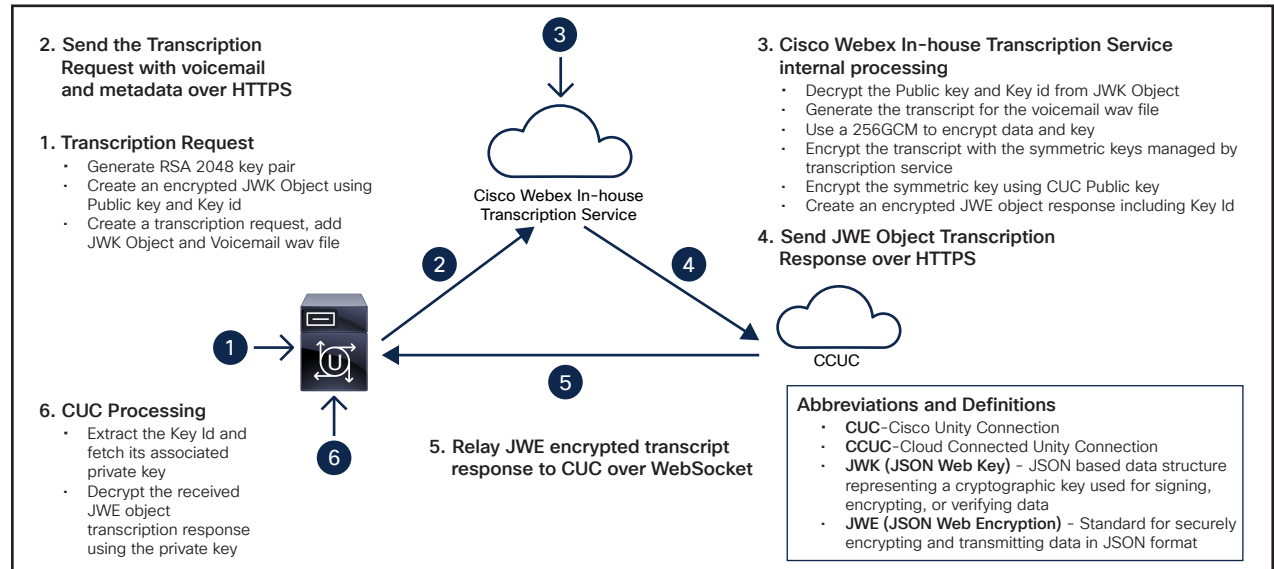 2. Send the Transcription
Request with voicemail
and metadata over HTTPS
1. Transcription Request
· Generate RSA 2048 key pair
· Create an encrypted JWK Object using
Public key and Key id
· Create a transcription request, add
JWK Object and Voicemail wav file
3
Cisco Webex In-house
Transcription Service
3. Cisco Webex In-house Transcription Service
internal processing
· Decrypt the Public key and Key id from JWK Object
· Generate the transcript for the voicemail wav file
· Use a 256GCM to encrypt data and key
· Encrypt the transcript with the symmetric keys managed by
transcription service
· Encrypt the symmetric key using CUC Public key
· Create an encrypted JWE object response including Key Id
4. Send JWE Object Transcription
Response over HTTPS
2
4
1
U
CCUC
5
6
6. CUC Processing
· Extract the Key Id and
fetch its associated
private key
· Decrypt the received
JWE object
transcription response
using the private key
5. Relay JWE encrypted transcript
response to CUC over WebSocket
Abbreviations and Definitions
· CUC-Cisco Unity Connection
· CCUC-Cloud Connected Unity Connection
· JWK (JSON Web Key) - JSON based data structure
representing a cryptographic key used for signing,
encrypting, or verifying data
· JWE (JSON Web Encryption) - Standard for securely
encrypting and transmitting data in JSON format